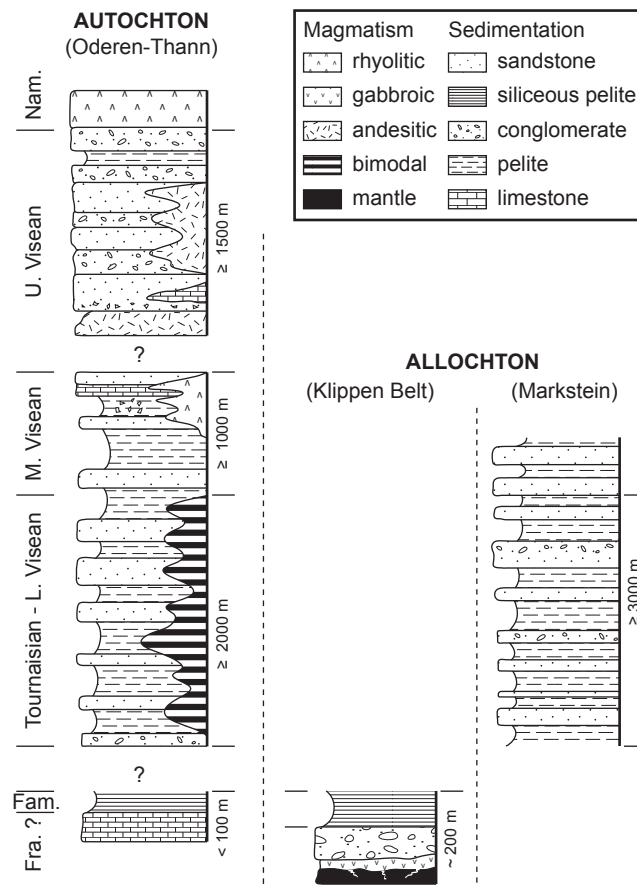 AUTOCHTON
(Oderen-Thann)
Magmatism
Sedimentation
rhyolitic
sandstone
gabbroic
siliceous pelite
andesitic
conglomerate
bimodal
pelite
mantle
limestone
Nam.
U. Visean
≥ 1500 m
?
M. Visean
≥ 1000 m
Tournaisian - L. Visean
≥ 2000 m
?
Fam.
Fra. ?
< 100 m
ALLOCHTON
(Klippen Belt)
(Markstein)
~ 200 m
≥ 3000 m